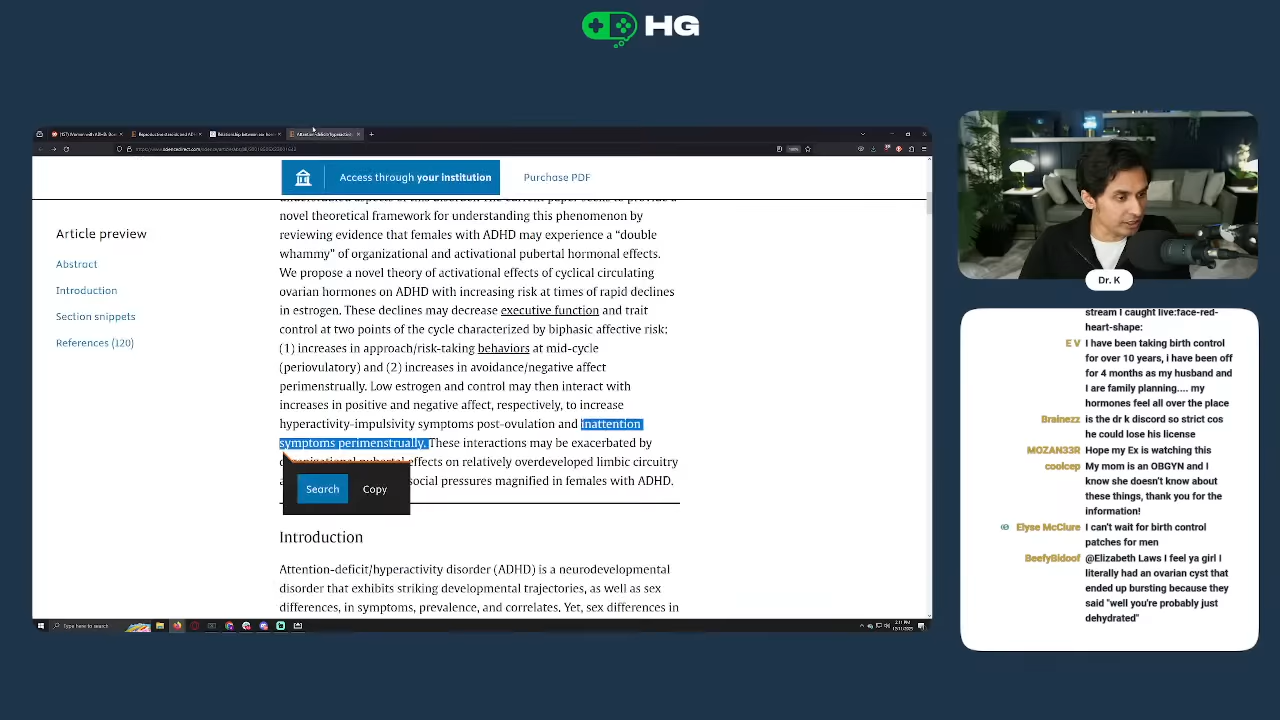 HG
Access through your institution
Purchase PDF
Article preview
Abstract
Introduction
Section snippets
References (120)
novel theoretical framework for understanding this phenomenon by
reviewing evidence that females with ADHD may experience a “double
whammy” of organizational and activational pubertal hormonal effects.
We propose a novel theory of activational effects of cyclical circulating
ovarian hormones on ADHD with increasing risk at times of rapid declines
in estrogen. These declines may decrease executive function and trait
control at two points of the cycle characterized by biphasic affective risk:
(1) increases in approach/risk-taking behaviors at mid-cycle
(periovulatory) and (2) increases in avoidance/negative affect
perimenstrually. Low estrogen and control may then interact with
increases in positive and negative affect, respectively, to increase
hyperactivity-impulsivity symptoms post-ovulation and inattention
symptoms perimenstrually. These interactions may be exacerbated by
effects on relatively overdeveloped limbic circuitry
social pressures magnified in females with ADHD.
Search
Copy
Introduction
Attention-deficit/hyperactivity disorder (ADHD) is a neurodevelopmental
disorder that exhibits striking developmental trajectories, as well as sex
differences, in symptoms, prevalence, and correlates. Yet, sex differences in
Type here to search
Dr. K
stream I caught live:face-red-
heart-shape:
E V I have been taking birth control
for over 10 years, i have been off
for 4 months as my husband and
I are family planning.... my
hormones feel all over the place
Brainezz is the dr k discord so strict cos
he could lose his license
MOZAN33R Hope my Ex is watching this
coolcep My mom is an OBGYN and I
know she doesn’t know about
these things, thank you for the
information!
Elyse McClure I can’t wait for birth control
patches for men
BeefyBidoof @Elizabeth Laws I feel ya girl I
literally had an ovarian cyst that
ended up bursting because they
said "well you're probably just
dehydrated"